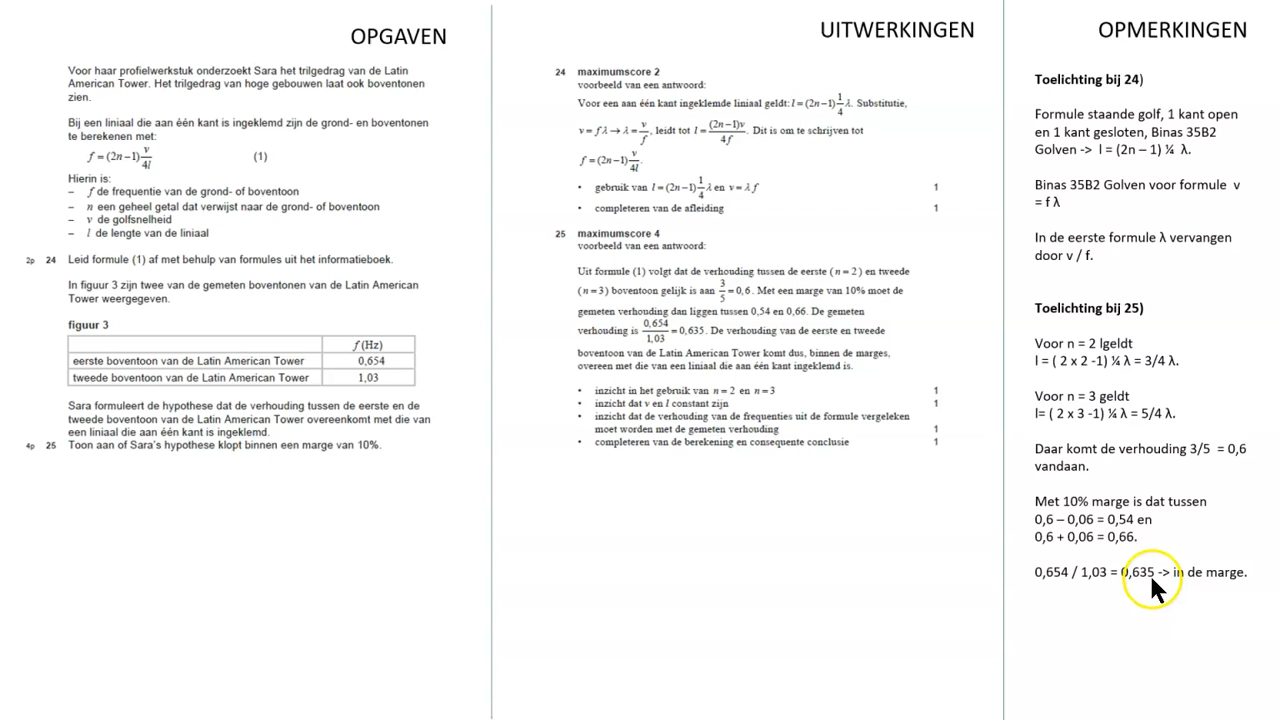 OPGAVEN
Voor haar profielwerkstuk onderzoekt Sara het trilgedrag van de Latin
American Tower. Het trilgedrag van hoge gebouwen laat ook boventonen
zien.
Bij een liniaal die aan één kant is ingeklemd zijn de grond- en boventonen
te berekenen met:
f = (2n−1) v/4l (1)
Hierin is:
– f de frequentie van de grond- of boventoon
– n een geheel getal dat verwijst naar de grond- of boventoon
– v de golfsnelheid
– l de lengte van de liniaal
2p 24 Leid formule (1) af met behulp van formules uit het informatieboek.
In figuur 3 zijn twee van de gemeten boventonen van de Latin American
Tower weergegeven.
figuur 3
f (Hz)
eerste boventoon van de Latin American Tower 0,654
tweede boventoon van de Latin American Tower 1,03
Sara formuleert de hypothese dat de verhouding tussen de eerste en de
tweede boventoon van de Latin American Tower overeenkomt met die van
een liniaal die aan één kant is ingeklemd.
4p 25 Toon aan of Sara's hypothese klopt binnen een marge van 10%.
UITWERKINGEN
24 maximumscore 2
voorbeeld van een antwoord:
Voor een aan één kant ingeklemde liniaal geldt: l = (2n−1) 1/4 λ. Substitutie,
v = fλ → λ = v/f, leidt tot l = (2n−1)v/4f. Dit is om te schrijven tot
f = (2n−1) v/4l.
• gebruik van l = (2n−1) 1/4 λ en v = λ f 1
• completeren van de afleiding 1
25 maximumscore 4
voorbeeld van een antwoord:
Uit formule (1) volgt dat de verhouding tussen de eerste (n = 2) en tweede
(n = 3) boventoon gelijk is aan 3/5 = 0,6. Met een marge van 10% moet de
gemeten verhouding dan liggen tussen 0,54 en 0,66. De gemeten
verhouding is 0,654/1,03 = 0,635. De verhouding van de eerste en tweede
boventoon van de Latin American Tower komt dus, binnen de marges,
overeen met die van een liniaal die aan één kant ingeklemd is.
• inzicht in het gebruik van n = 2 en n = 3 1
• inzicht dat v en l constant zijn 1
• inzicht dat de verhouding van de frequenties uit de formule vergeleken
moet worden met de gemeten verhouding 1
• completeren van de berekening en consequente conclusie 1
OPMERKINGEN
Toelichting bij 24)
Formule staande golf, 1 kant open
en 1 kant gesloten, Binas 35B2
Golven -> l = (2n – 1) ¼ λ.
Binas 35B2 Golven voor formule v
= f λ
In de eerste formule λ vervangen
door v / f.
Toelichting bij 25)
Voor n = 2 lgeldt
l = ( 2 x 2 -1) ¼ λ = 3/4 λ.
Voor n = 3 geldt
l= ( 2 x 3 -1) ¼ λ = 5/4 λ.
Daar komt de verhouding 3/5 = 0,6
vandaan.
Met 10% marge is dat tussen
0,6 – 0,06 = 0,54 en
0,6 + 0,06 = 0,66.
0,654 / 1,03 = 0,635 -> in de marge.